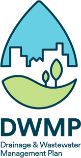 DWMP
Drainage & Wastewater
Management Plan